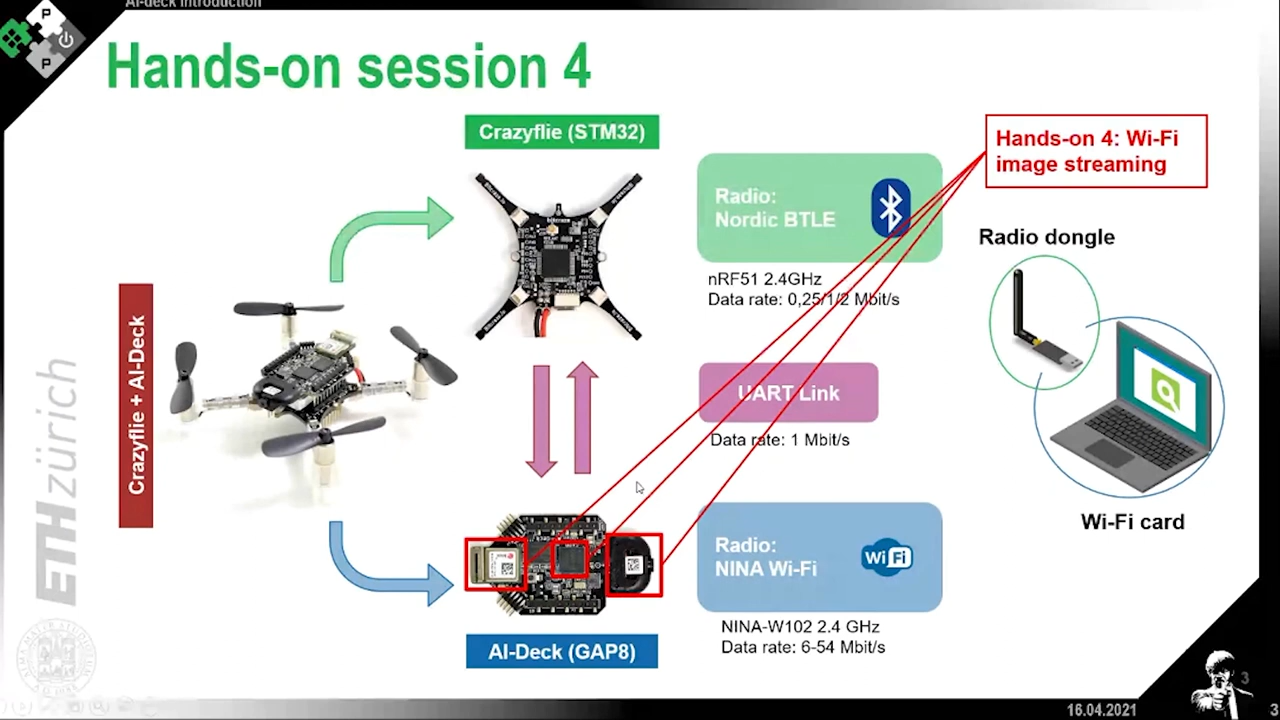 AI-deck introduction
P
P
Hands-on session 4
Crazyflie (STM32)
Hands-on 4: Wi-Fi
image streaming
Radio:
Nordic BTLE
nRF51 2.4GHz
Data rate: 0,25/1/2 Mbit/s
Radio dongle
Crazyflie + AI-Deck
ETH zürich
UART Link
Data rate: 1 Mbit/s
Wi-Fi card
Radio:
NINA Wi-Fi
WiFi
NINA-W102 2.4 GHz
Data rate: 6-54 Mbit/s
AI-Deck (GAP8)
16.04.2021
3
3